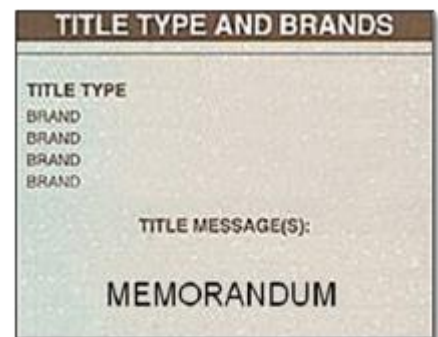 TITLE TYPE AND BRANDS
TITLE TYPE
BRAND
BRAND
BRAND
BRAND
TITLE MESSAGE(S):
MEMORANDUM